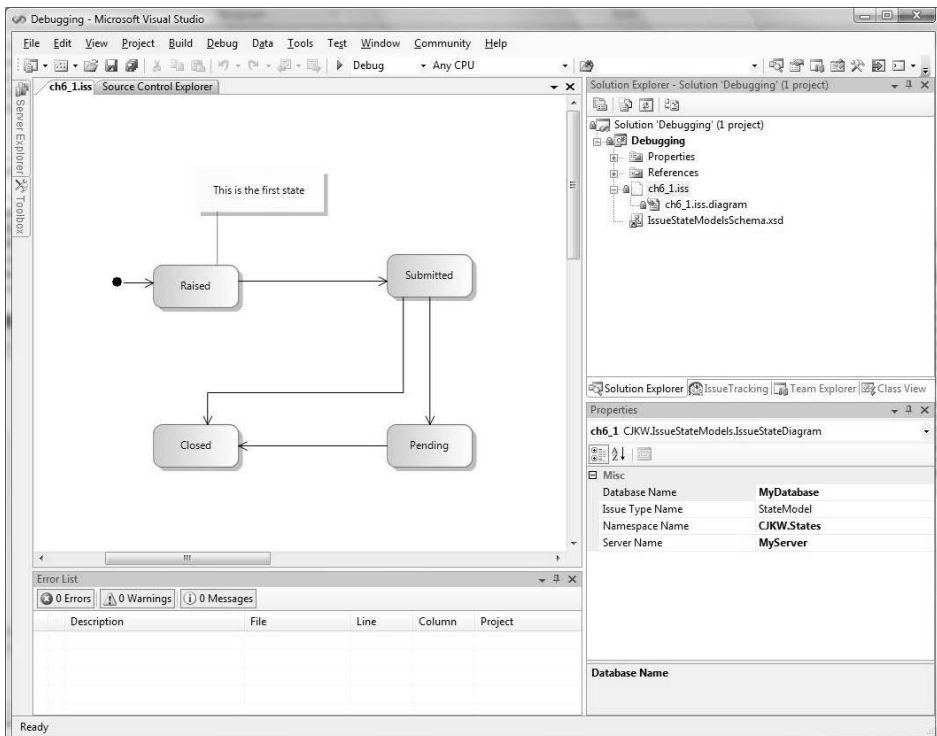 Debugging - Microsoft Visual Studio
File Edit View Project Build Debug Data Tools Test Window Community Help
Debug Any CPU
Server Explorer
Toolbox
ch6_1.iss Source Control Explorer
This is the first state
Raised
Submitted
Closed
Pending
Error List
0 Errors 0 Warnings 0 Messages
Description File Line Column Project
Solution Explorer - Solution 'Debugging' (1 project)
Solution 'Debugging' (1 project)
Debugging
Properties
References
ch6_1.iss
ch6_1.iss.diagram
IssueStateModelsSchema.xsd
Solution Explorer IssueTracking Team Explorer Class View
Properties
ch6_1 CJKW.IssueStateModels.IssueStateDiagram
Misc
Database Name MyDatabase
Issue Type Name StateModel
Namespace Name CJKW.States
Server Name MyServer
Database Name
Ready